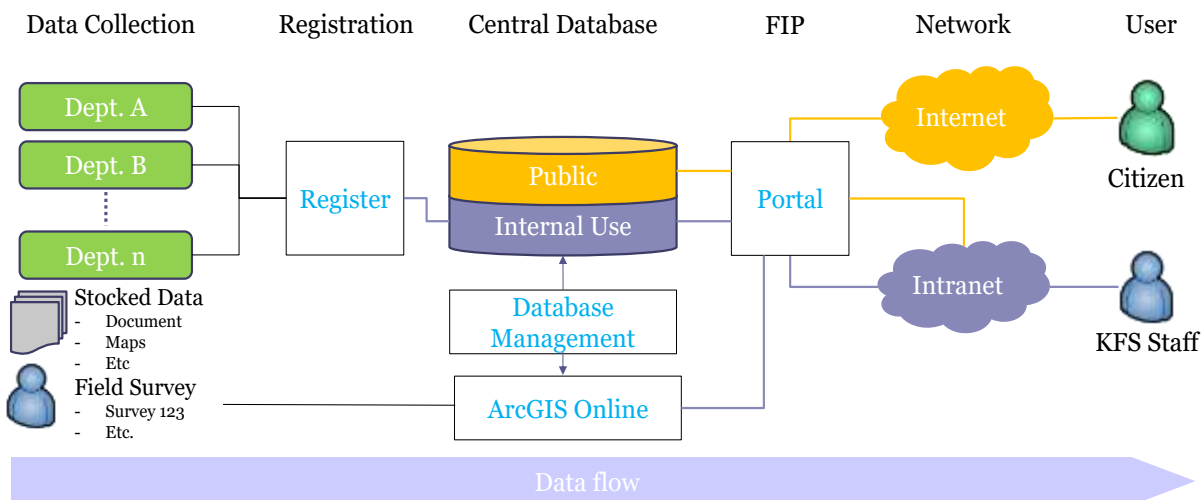 Data Collection
Registration
Central Database
FIP
Network
User
Dept. A
Dept. B
Dept. n
Stocked Data
- Document
- Maps
- Etc
Field Survey
- Survey 123
- Etc.
Register
Public
Internal Use
Database
Management
ArcGIS Online
Portal
Internet
Intranet
Citizen
KFS Staff
Data flow